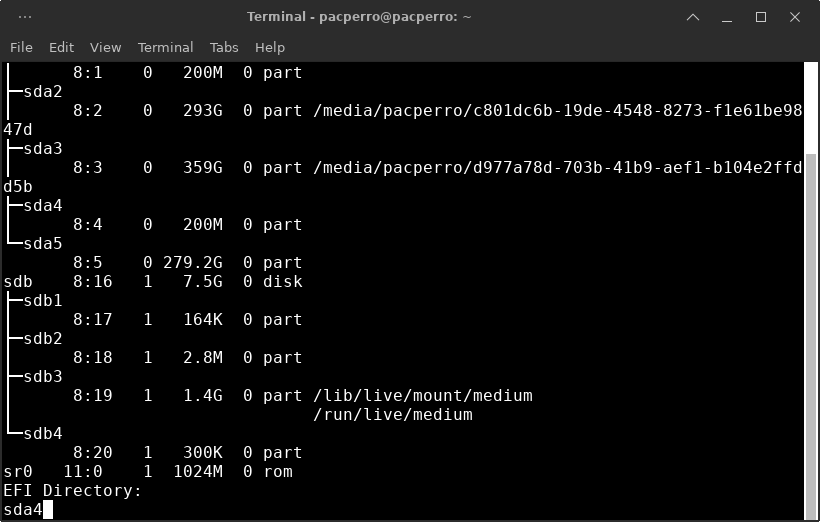 Terminal - pacperro@pacperro: ~
File Edit View Terminal Tabs Help
8:1 0 200M 0 part
├─sda2
│ 8:2 0 293G 0 part /media/pacperro/c801dc6b-19de-4548-8273-f1e61be98
47d
├─sda3
│ 8:3 0 359G 0 part /media/pacperro/d977a78d-703b-41b9-aef1-b104e2ffd
d5b
├─sda4
│ 8:4 0 200M 0 part
└─sda5
8:5 0 279.2G 0 part
sdb 8:16 1 7.5G 0 disk
├─sdb1
│ 8:17 1 164K 0 part
├─sdb2
│ 8:18 1 2.8M 0 part
├─sdb3
│ 8:19 1 1.4G 0 part /lib/live/mount/medium
│ /run/live/medium
└─sdb4
8:20 1 300K 0 part
sr0 11:0 1 1024M 0 rom
EFI Directory:
sda4